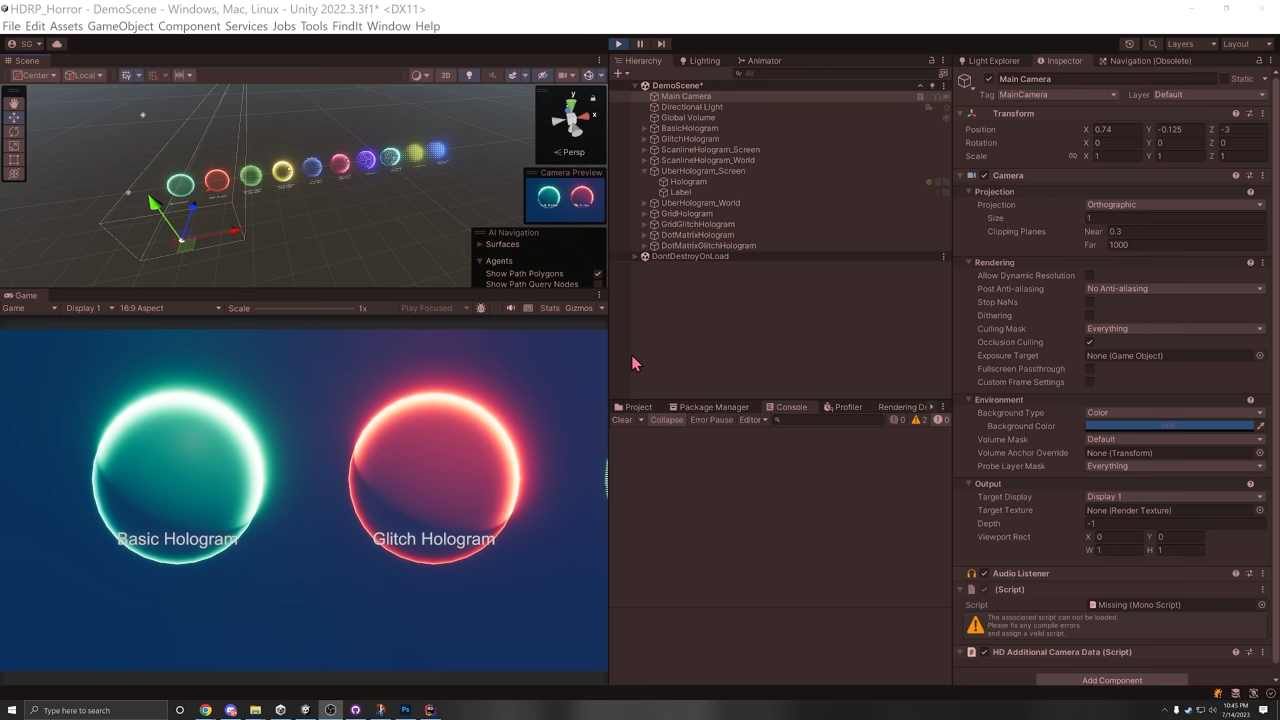 HDRP_Horror - DemoScene - Windows, Mac, Linux - Unity 2022.3.3f1* <DX11>
File Edit Assets GameObject Component Services Jobs Tools FindIt Window Help
SG
Layers
Layout
Scene
Center
Local
2D
y
x
Persp
Camera Preview
AI Navigation
Surfaces
Agents
Show Path Polygons
Show Path Query Nodes
Game
Game
Display 1
16:9 Aspect
Scale
1x
Play Focused
Stats
Gizmos
Basic Hologram
Glitch Hologram
Hierarchy
Lighting
Animator
All
DemoScene*
Main Camera
Directional Light
Global Volume
BasicHologram
GlitchHologram
ScanlineHologram_Screen
ScanlineHologram_World
UberHologram_Screen
Hologram
Label
UberHologram_World
GridHologram
GridGlitchHologram
DotMatrixHologram
DotMatrixGlitchHologram
DontDestroyOnLoad
Project
Package Manager
Console
Profiler
Rendering De
Clear
Collapse
Error Pause
Editor
0
2
0
Light Explorer
Inspector
Navigation (Obsolete)
Main Camera
Static
Tag MainCamera
Layer Default
Transform
Position X 0.74 Y -0.125 Z -3
Rotation X 0 Y 0 Z 0
Scale X 1 Y 1 Z 1
Camera
Projection
Projection Orthographic
Size 1
Clipping Planes Near 0.3
Far 1000
Rendering
Allow Dynamic Resolution
Post Anti-aliasing No Anti-aliasing
Stop NaNs
Dithering
Culling Mask Everything
Occlusion Culling
Exposure Target None (Game Object)
Fullscreen Passthrough
Custom Frame Settings
Environment
Background Type Color
Background Color HDR
Volume Mask Default
Volume Anchor Override None (Transform)
Probe Layer Mask Everything
Output
Target Display Display 1
Target Texture None (Render Texture)
Depth -1
Viewport Rect X 0 Y 0
W 1 H 1
Audio Listener
(Script)
Script Missing (Mono Script)
The associated script can not be loaded.
Please fix any compile errors
and assign a valid script.
HD Additional Camera Data (Script)
Add Component
Type here to search
10:45 PM
7/14/2023